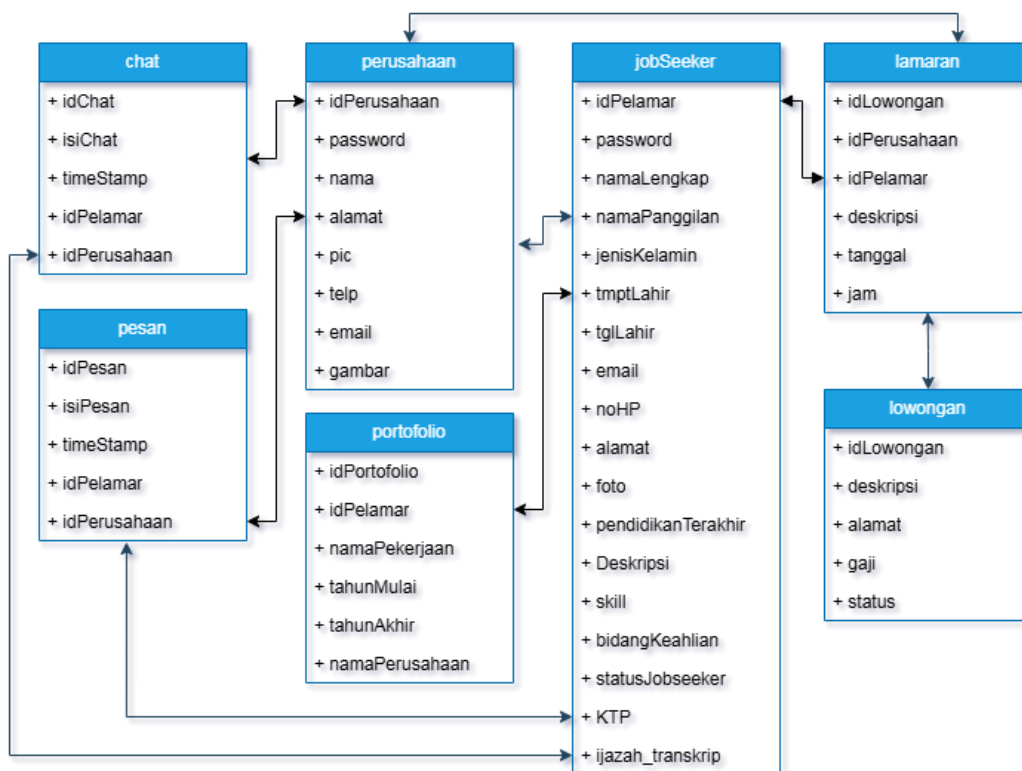 chat
+ idChat
+ isiChat
+ timeStamp
+ idPelamar
+ idPerusahaan
pesan
+ idPesan
+ isiPesan
+ timeStamp
+ idPelamar
+ idPerusahaan
perusahaan
+ idPerusahaan
+ password
+ nama
+ alamat
+ pic
+ telp
+ email
+ gambar
portofolio
+ idPortofolio
+ idPelamar
+ namaPekerjaan
+ tahunMulai
+ tahunAkhir
+ namaPerusahaan
jobSeeker
+ idPelamar
+ password
+ namaLengkap
+ namaPanggilan
+ jenisKelamin
+ tmptLahir
+ tglLahir
+ email
+ noHP
+ alamat
+ foto
+ pendidikanTerakhir
+ Deskripsi
+ skill
+ bidangKeahlian
+ statusJobseeker
+ KTP
+ ijazah_transkrip
lamaran
+ idLowongan
+ idPerusahaan
+ idPelamar
+ deskripsi
+ tanggal
+ jam
lowongan
+ idLowongan
+ deskripsi
+ alamat
+ gaji
+ status